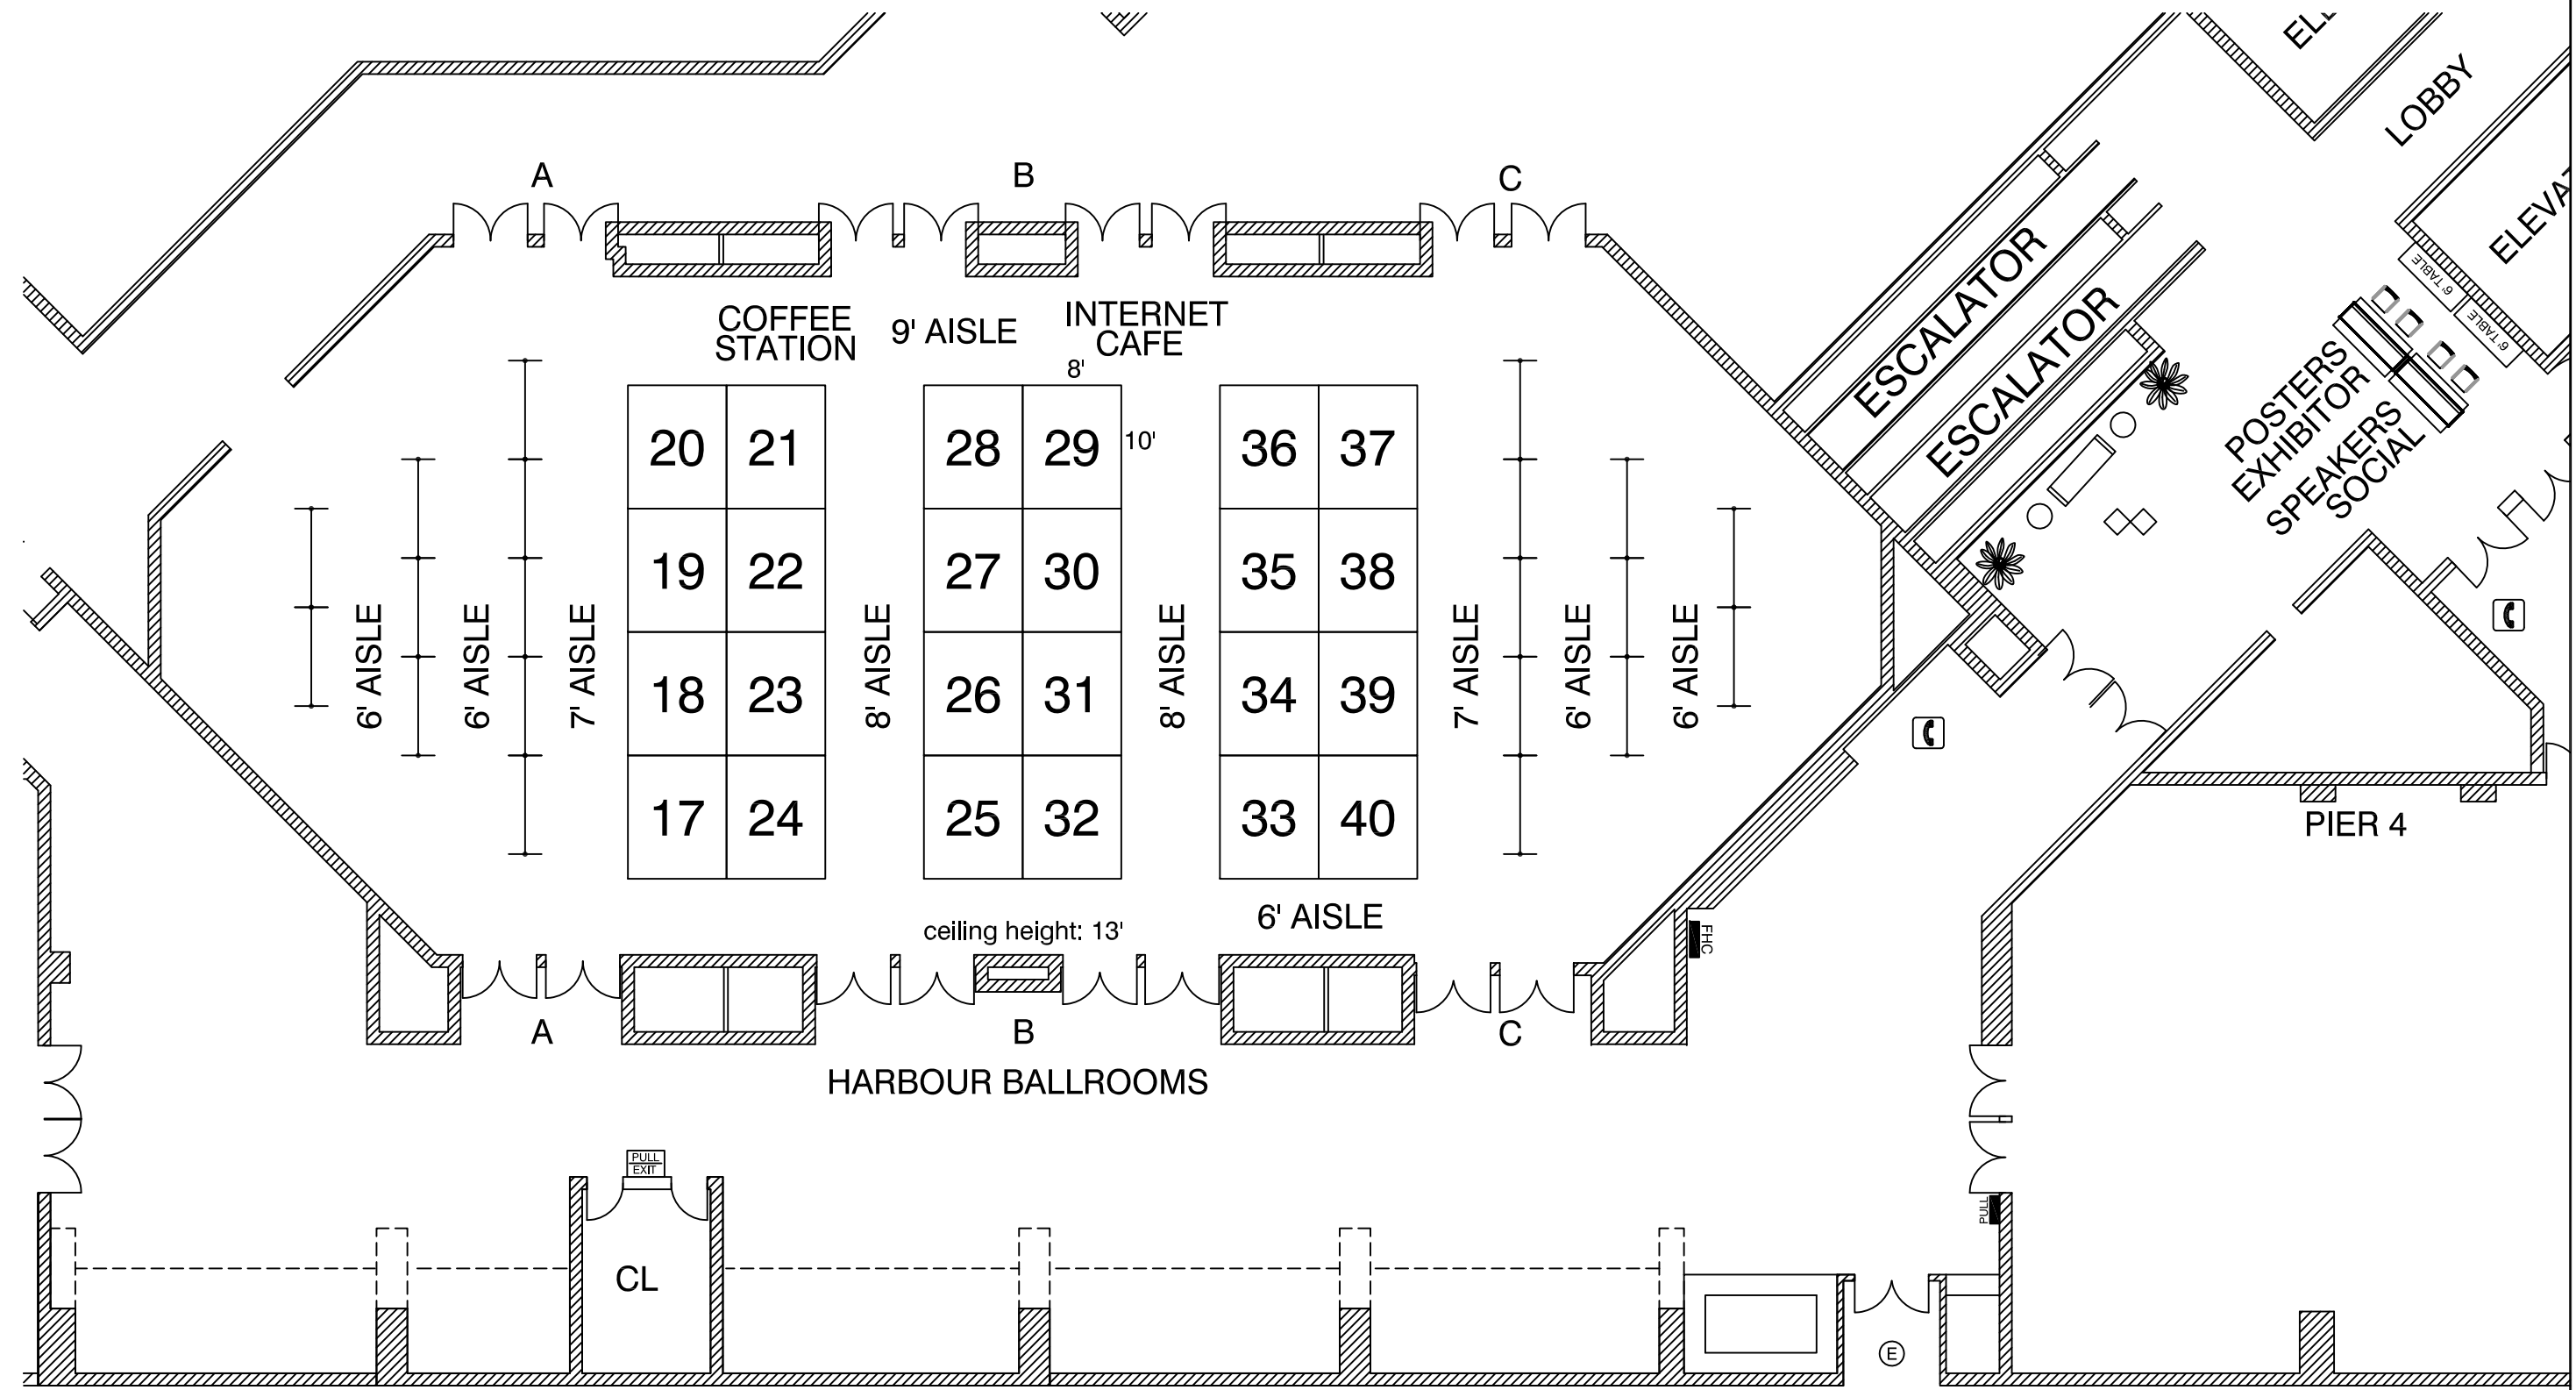 EL
LOBBY
ELEVAT
A
B
C
6' TABLE
6' TABLE
ESCALATOR
ESCALATOR
POSTERS
EXHIBITOR
SPEAKERS
SOCIAL
COFFEE
STATION
9' AISLE
INTERNET
CAFE
8'
10'
20 21 28 29 36 37
19 22 27 30 35 38
6' AISLE
6' AISLE
7' AISLE
8' AISLE
8' AISLE
7' AISLE
6' AISLE
6' AISLE
18 23 26 31 34 39
17 24 25 32 33 40
PIER 4
6' AISLE
ceiling height: 13'
FHC
A
B
C
HARBOUR BALLROOMS
PULL
EXIT
PULL
CL
E